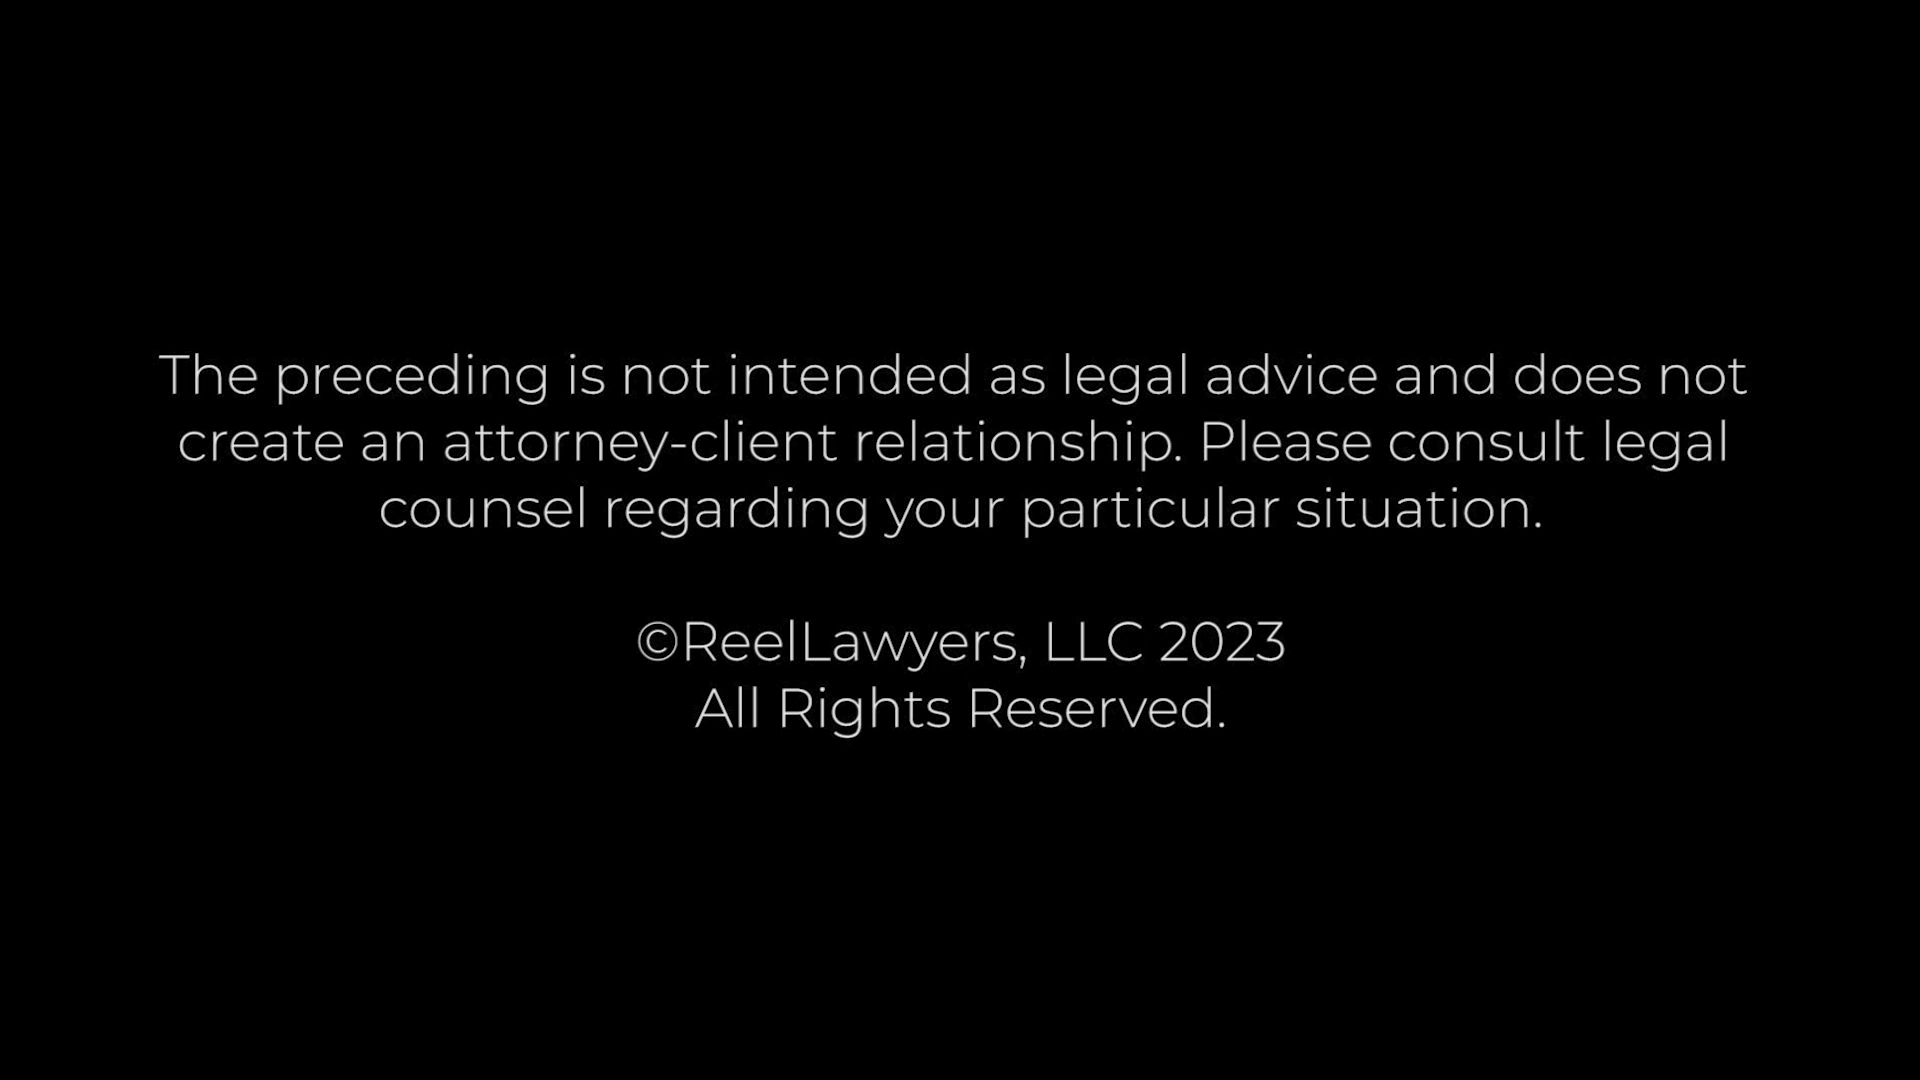 The preceding is not intended as legal advice and does not
create an attorney-client relationship. Please consult legal
counsel regarding your particular situation.
©ReelLawyers, LLC 2023
All Rights Reserved.